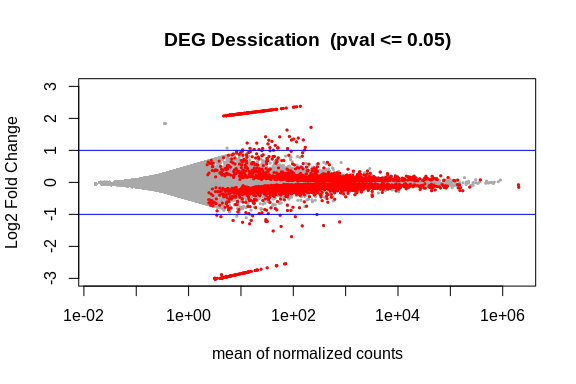 DEG Dessication  (pval <= 0.05)
Log2 Fold Change
3
2
1
0
-1
-2
-3
1e-02 1e+00 1e+02 1e+04 1e+06
mean of normalized counts